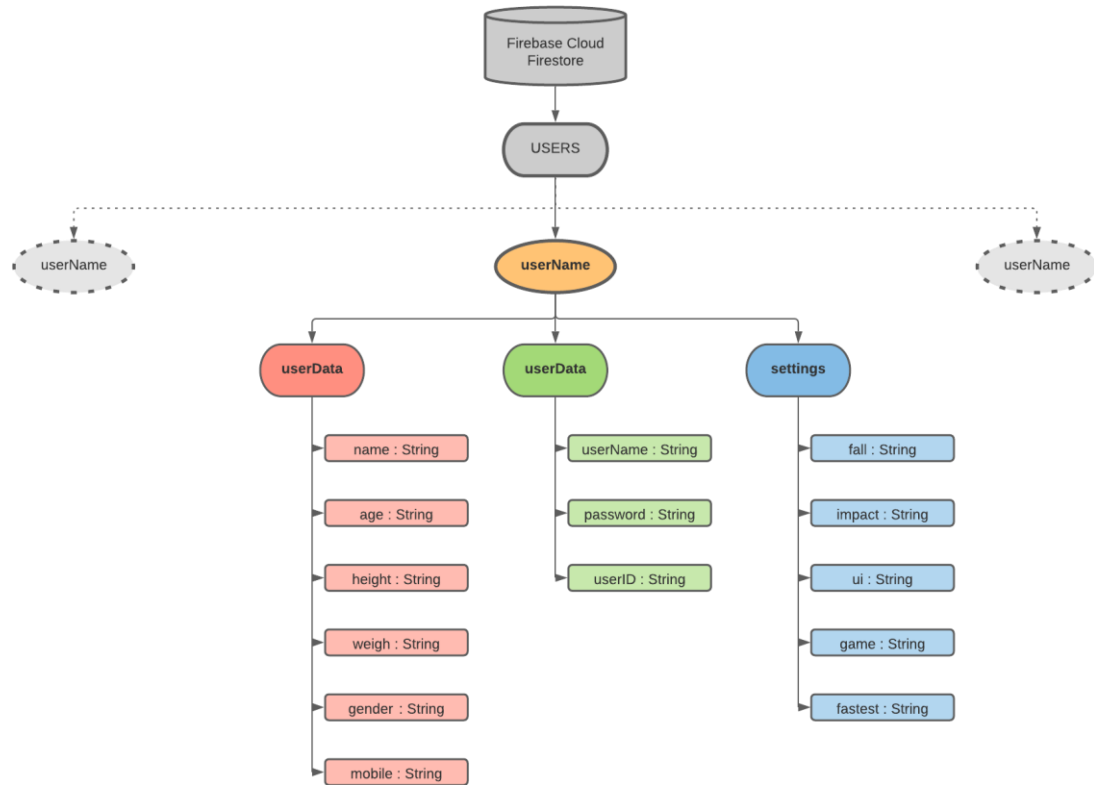 Firebase Cloud
Firestore
USERS
userName
userName
userName
userData
userData
settings
name : String
userName : String
fall : String
age : String
password : String
impact : String
height : String
userID : String
ui : String
weigh : String
game : String
gender : String
fastest : String
mobile : String